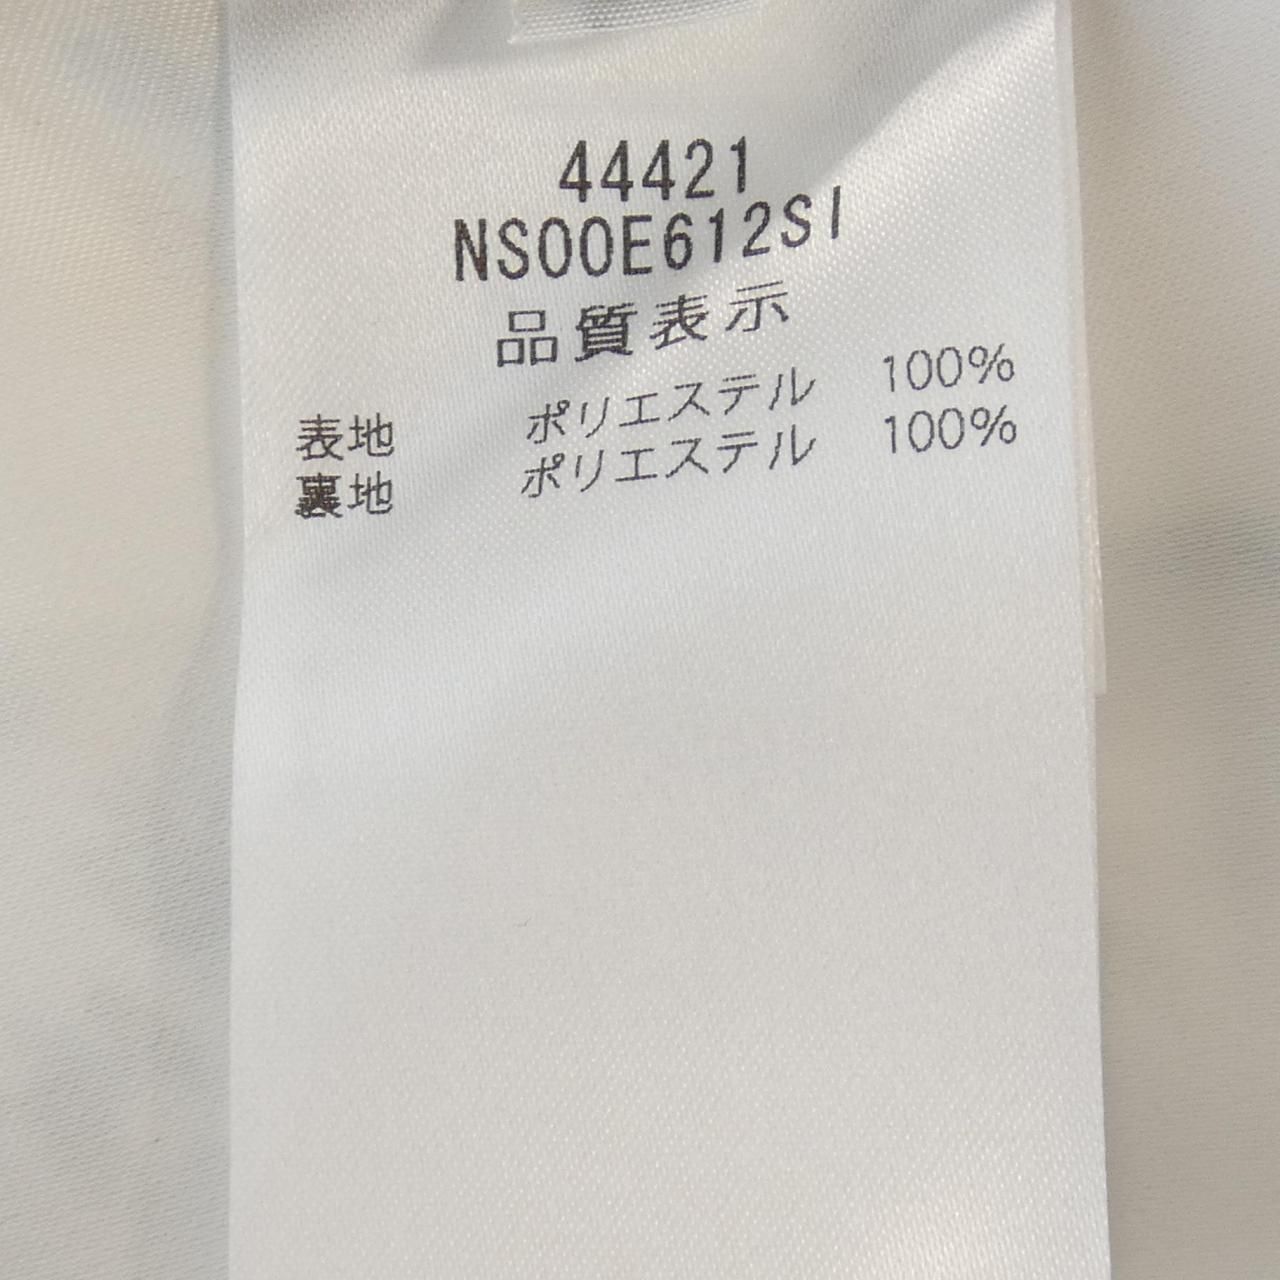 44421
NS00E612SI
品質表示
表地 ポリエステル 100%
裏地 ポリエステル 100%